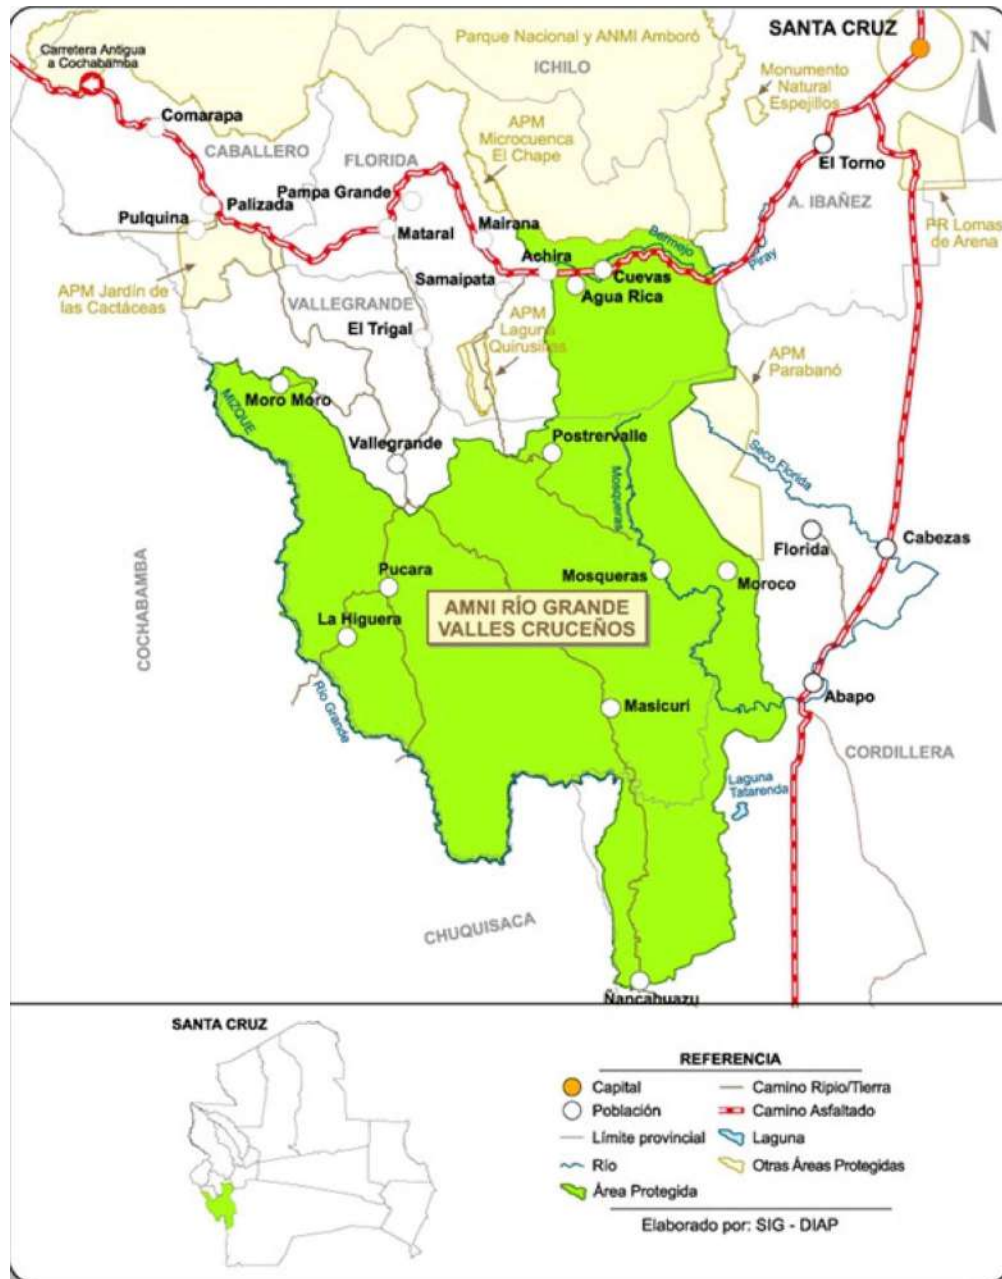 SANTA CRUZ
N
Carretera Antigua
a Cochabamba
Parque Nacional y ANMI Amboró
ICHILO
Monumento
Natural
Espejillos
Comarapa
CABALLERO
FLORIDA
APM
Microcuenca
El Chape
El Torno
A. IBAÑEZ
PR Lomas
de Arena
Pampa Grande
Palizada
Pulquina
Mataral
Mairana
Achira
Bermejo
Piray
Cuevas
Samaipata
Agua Rica
APM Jardín de
las Cactáceas
VALLEGRANDE
El Trigal
APM
Laguna
Quirusillas
APM
Parabanó
MIZQUE
Moro Moro
Vallegrande
Postrervalle
Mosqueras
Seco Florida
Florida
Cabezas
COCHABAMBA
Pucara
Mosqueras
Moroco
AMNI RÍO GRANDE
VALLES CRUCEÑOS
La Higuera
Río Grande
Masicuri
Abapo
CORDILLERA
Laguna
Tatarenda
CHUQUISACA
Ñancahuazu
SANTA CRUZ
REFERENCIA
Capital
Población
Límite provincial
Río
Área Protegida
Camino Ripio/Tierra
Camino Asfaltado
Laguna
Otras Áreas Protegidas
Elaborado por: SIG - DIAP